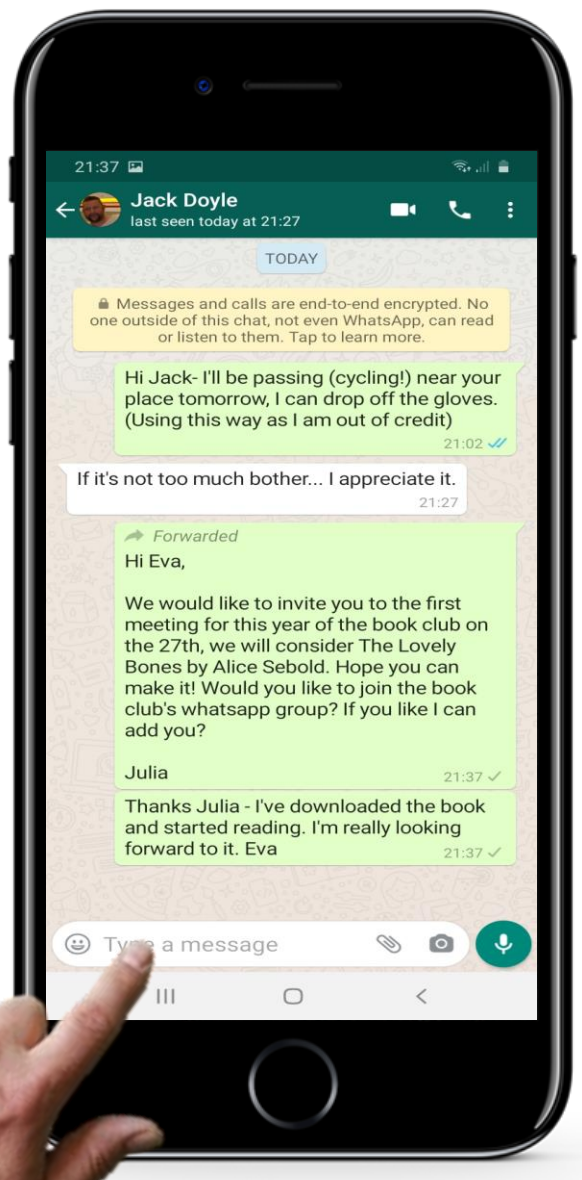 21:37
Jack Doyle
last seen today at 21:27
TODAY
Messages and calls are end-to-end encrypted. No
one outside of this chat, not even WhatsApp, can read
or listen to them. Tap to learn more.
Hi Jack- I'll be passing (cycling!) near your
place tomorrow, I can drop off the gloves.
(Using this way as I am out of credit)
21:02
If it's not too much bother... I appreciate it.
21:27
Forwarded
Hi Eva,
We would like to invite you to the first
meeting for this year of the book club on
the 27th, we will consider The Lovely
Bones by Alice Sebold. Hope you can
make it! Would you like to join the book
club's whatsapp group? If you like I can
add you?
Julia
21:37
Thanks Julia - I've downloaded the book
and started reading. I'm really looking
forward to it. Eva
21:37
Type a message